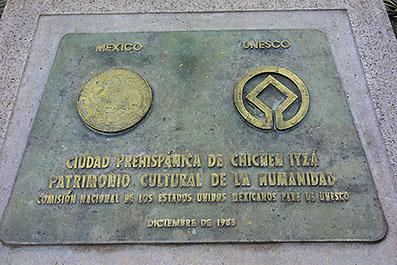 MEXICO UNESCO
CIUDAD PREHISPÁNICA DE CHICHEN ITZÁ
PATRIMONIO CULTURAL DE LA HUMANIDAD
COMISIÓN NACIONAL DE LOS ESTADOS UNIDOS MEXICANOS PARA LA UNESCO
DICIEMBRE DE 1988